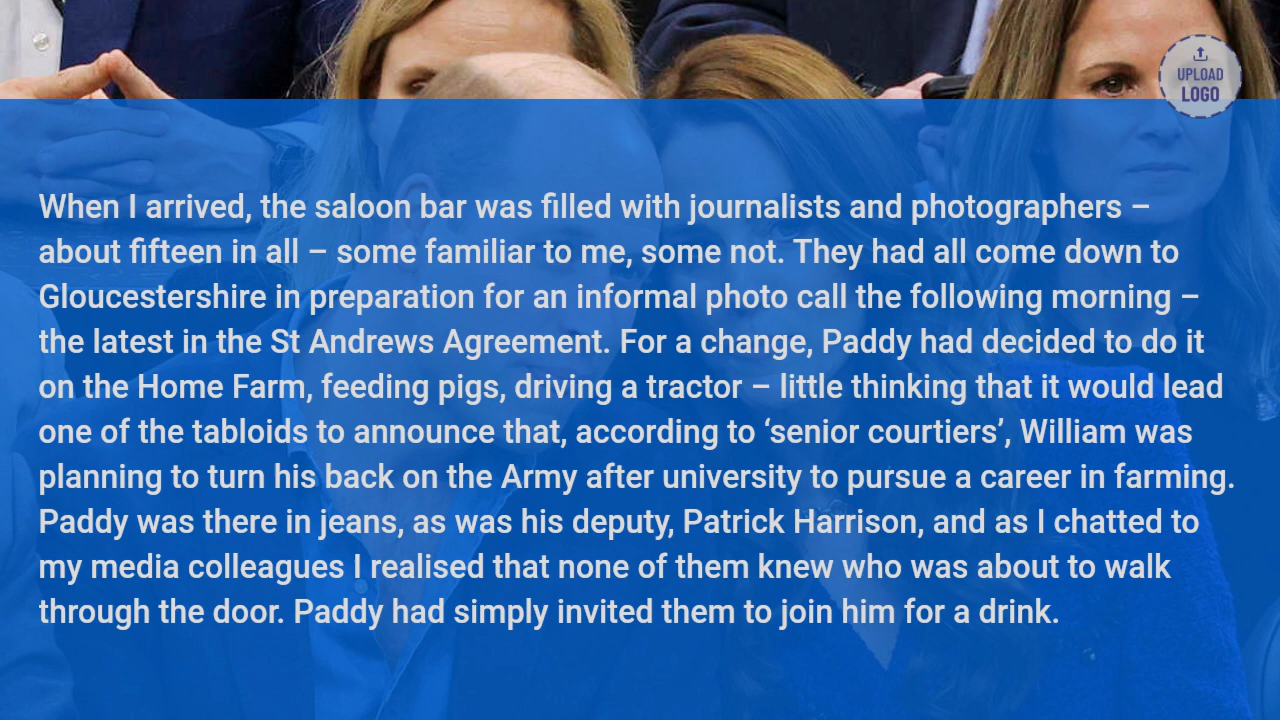 UPLOAD
LOGO
When I arrived, the saloon bar was filled with journalists and photographers –
about fifteen in all – some familiar to me, some not. They had all come down to
Gloucestershire in preparation for an informal photo call the following morning –
the latest in the St Andrews Agreement. For a change, Paddy had decided to do it
on the Home Farm, feeding pigs, driving a tractor – little thinking that it would lead
one of the tabloids to announce that, according to ‘senior courtiers’, William was
planning to turn his back on the Army after university to pursue a career in farming.
Paddy was there in jeans, as was his deputy, Patrick Harrison, and as I chatted to
my media colleagues I realised that none of them knew who was about to walk
through the door. Paddy had simply invited them to join him for a drink.